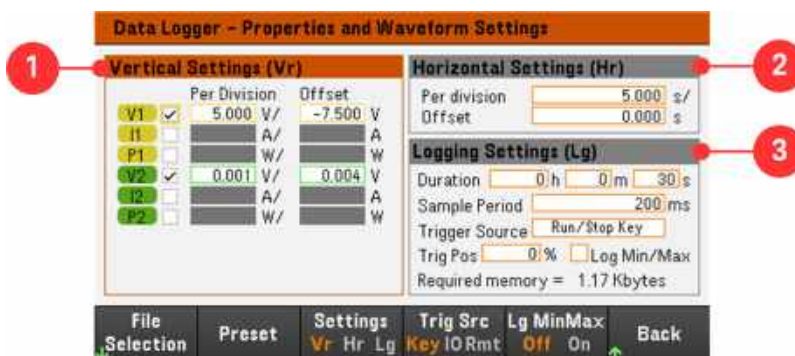 Data Logger – Properties and Waveform Settings
1
Vertical Settings (Vr)
Per Division Offset
V1 5.000 V/ -7.500 V
I1 A/ A
P1 W/ W
V2 0.001 V/ 0.004 V
I2 A/ A
P2 W/ W
2
Horizontal Settings (Hr)
Per division 5.000 s/
Offset 0.000 s
3
Logging Settings (Lg)
Duration 0 h 0 m 30 s
Sample Period 200 ms
Trigger Source Run/Stop Key
Trig Pos 0 % Log Min/Max
Required memory = 1.17 Kbytes
File Selection
Preset
Settings
Vr Hr Lg
Trig Src
Key IO Rmt
Lg MinMax
Off On
Back